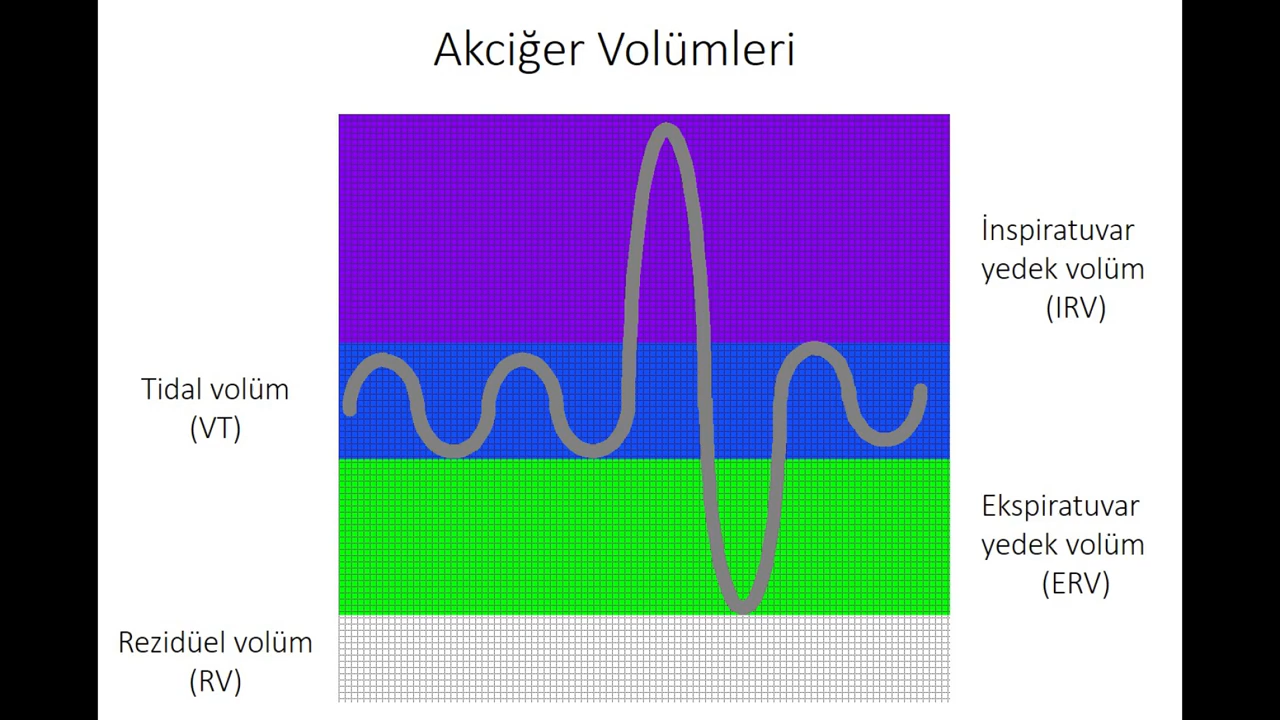 Akciğer Volümleri
İnspiratuvar
yedek volüm
(IRV)
Tidal volüm
(VT)
Ekspiratuvar
yedek volüm
(ERV)
Rezidüel volüm
(RV)